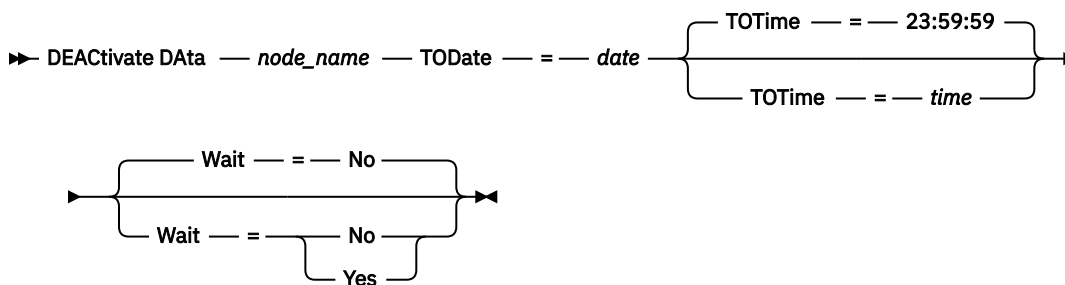 TOTime = 23:59:59
DEACtivate DAta node_name TODate = date
TOTime = time
Wait = No
Wait = No
Yes